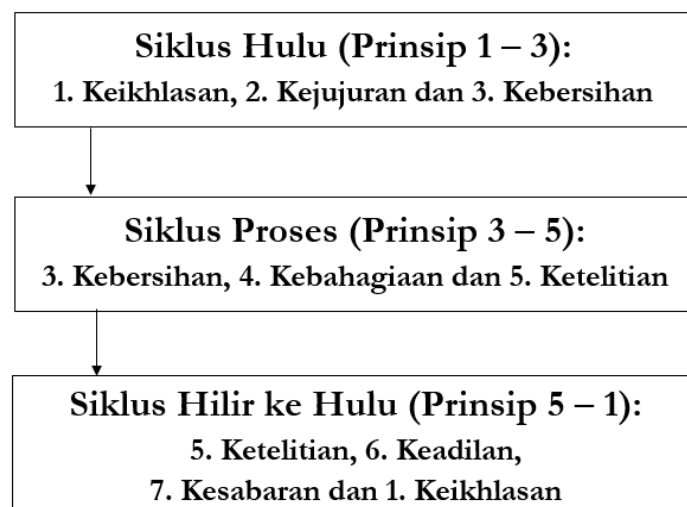 Siklus Hulu (Prinsip 1 – 3):
1. Keikhlasan, 2. Kejujuran dan 3. Kebersihan
Siklus Proses (Prinsip 3 – 5):
3. Kebersihan, 4. Kebahagiaan dan 5. Ketelitian
Siklus Hilir ke Hulu (Prinsip 5 – 1):
5. Ketelitian, 6. Keadilan,
7. Kesabaran dan 1. Keikhlasan